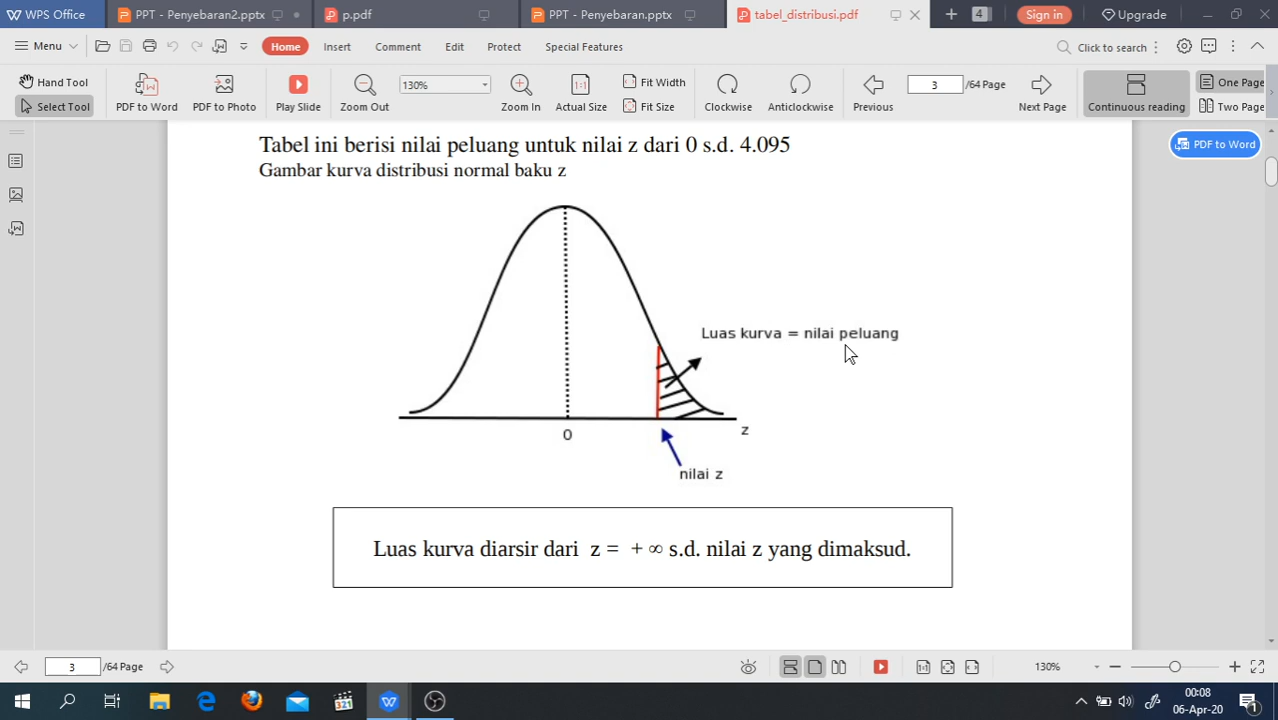 WPS Office
PPT - Penyebaran2.pptx
p.pdf
PPT - Penyebaran.pptx
tabel_distribusi.pdf
4
Sign in
Upgrade
Menu
Home
Insert
Comment
Edit
Protect
Special Features
Click to search
Hand Tool
Select Tool
PDF to Word
PDF to Photo
Play Slide
Zoom Out
130%
Zoom In
1:1
Actual Size
Fit Width
Fit Size
Clockwise
Anticlockwise
Previous
3
/64 Page
Next Page
Continuous reading
One Page
Two Page
PDF to Word
Tabel ini berisi nilai peluang untuk nilai z dari 0 s.d. 4.095
Gambar kurva distribusi normal baku z
Luas kurva = nilai peluang
0
z
nilai z
Luas kurva diarsir dari z = + ∞ s.d. nilai z yang dimaksud.
3
/64 Page
130%
321
00:08
06-Apr-20
1